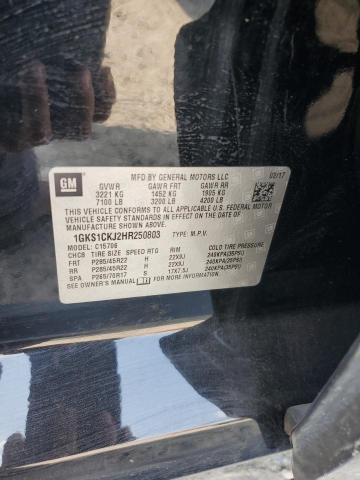 GM
MFD BY GENERAL MOTORS LLC
03/17
GVWR GAWR FRT GAWR RR
3221 KG 1452 KG 1905 KG
7100 LB 3200 LB 4200 LB
THIS VEHICLE CONFORMS TO ALL APPLICABLE U.S. FEDERAL MOTOR
VEHICLE SAFETY STANDARDS IN EFFECT ON THE DATE OF
MANUFACTURE SHOWN ABOVE.
1GKS1CKJ2HR250803 TYPE: M.P.V.
MODEL: C15706
CHC8 TIRE SIZE SPEED RTG RIM COLD TIRE PRESSURE
FRT P285/45R22 H 22X9J 240KPA(35PSI)
RR P285/45R22 H 22X9J 240KPA(35PSI)
SPA P265/70R17 S 17X7.5J 240KPA(35PSI)
SEE OWNERS MANUAL FOR MORE INFORMATION.